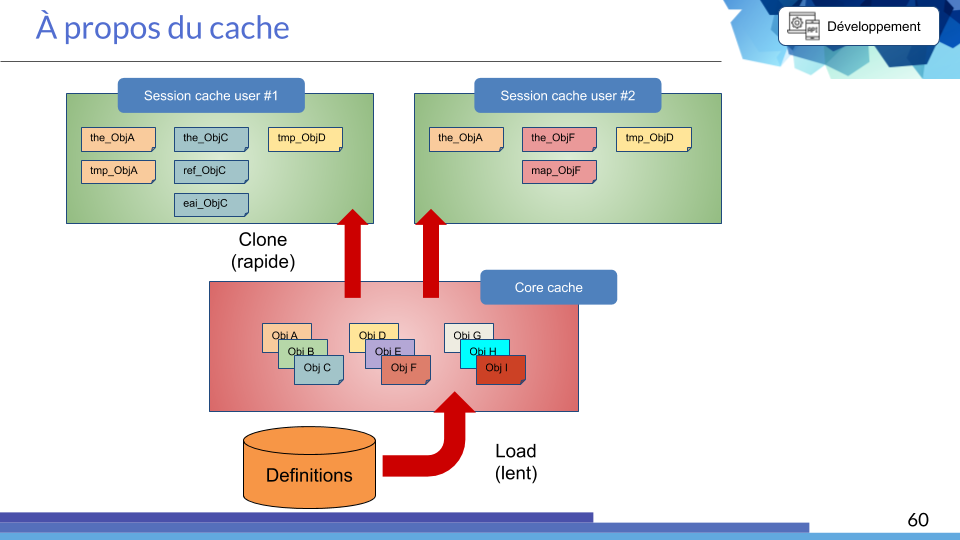 À propos du cache
Développement
Session cache user #1
Session cache user #2
the_ObjA
the_ObjC
tmp_ObjD
the_ObjA
the_ObjF
tmp_ObjD
tmp_ObjA
ref_ObjC
map_ObjF
eai_ObjC
Clone
(rapide)
Core cache
Obj A
Obj D
Obj G
Obj B
Obj E
Obj H
Obj C
Obj F
Obj I
Load
(lent)
Definitions
60